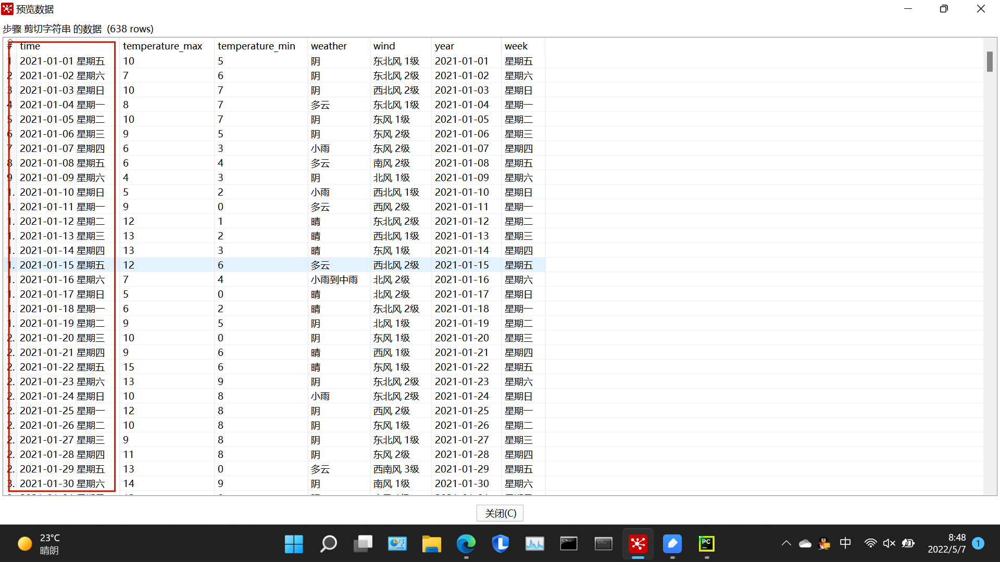 预览数据
步骤 剪切字符串 的数据 (638 rows)
# time temperature_max temperature_min weather wind year week
1 2021-01-01 星期五 10 5 阴 东北风 1级 2021-01-01 星期五
2 2021-01-02 星期六 7 6 阴 东北风 2级 2021-01-02 星期六
3 2021-01-03 星期日 10 7 阴 西北风 2级 2021-01-03 星期日
4 2021-01-04 星期一 8 7 多云 东北风 1级 2021-01-04 星期一
5 2021-01-05 星期二 10 7 阴 东风 1级 2021-01-05 星期二
6 2021-01-06 星期三 9 5 阴 东风 2级 2021-01-06 星期三
7 2021-01-07 星期四 6 3 小雨 东风 2级 2021-01-07 星期四
8 2021-01-08 星期五 6 4 多云 南风 2级 2021-01-08 星期五
9 2021-01-09 星期六 4 3 阴 北风 1级 2021-01-09 星期六
1. 2021-01-10 星期日 5 2 小雨 西北风 1级 2021-01-10 星期日
1. 2021-01-11 星期一 9 0 多云 西风 2级 2021-01-11 星期一
1. 2021-01-12 星期二 12 1 晴 东北风 2级 2021-01-12 星期二
1. 2021-01-13 星期三 13 2 晴 西北风 1级 2021-01-13 星期三
1. 2021-01-14 星期四 13 3 晴 东风 1级 2021-01-14 星期四
1. 2021-01-15 星期五 12 6 多云 西北风 2级 2021-01-15 星期五
1. 2021-01-16 星期六 7 4 小雨到中雨 北风 2级 2021-01-16 星期六
1. 2021-01-17 星期日 5 0 晴 北风 2级 2021-01-17 星期日
1. 2021-01-18 星期一 6 2 晴 东北风 2级 2021-01-18 星期一
1. 2021-01-19 星期二 9 5 阴 北风 1级 2021-01-19 星期二
2. 2021-01-20 星期三 10 0 阴 东风 1级 2021-01-20 星期三
2. 2021-01-21 星期四 9 6 晴 西风 1级 2021-01-21 星期四
2. 2021-01-22 星期五 15 6 晴 东风 1级 2021-01-22 星期五
2. 2021-01-23 星期六 13 9 阴 东北风 2级 2021-01-23 星期六
2. 2021-01-24 星期日 10 8 小雨 东北风 2级 2021-01-24 星期日
2. 2021-01-25 星期一 12 8 阴 西风 2级 2021-01-25 星期一
2. 2021-01-26 星期二 10 8 阴 东风 1级 2021-01-26 星期二
2. 2021-01-27 星期三 9 8 阴 东北风 1级 2021-01-27 星期三
2. 2021-01-28 星期四 11 8 阴 东风 2级 2021-01-28 星期四
2. 2021-01-29 星期五 13 0 多云 西南风 3级 2021-01-29 星期五
3. 2021-01-30 星期六 14 9 阴 南风 1级 2021-01-30 星期六
关闭(C)
23°C
晴朗
PC
中
8:48
2022/5/7
1